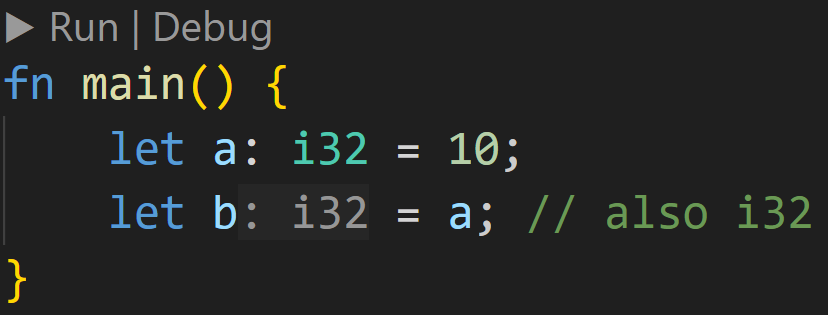 ▶ Run | Debug
fn main() {
    let a: i32 = 10;
    let b: i32 = a; // also i32
}